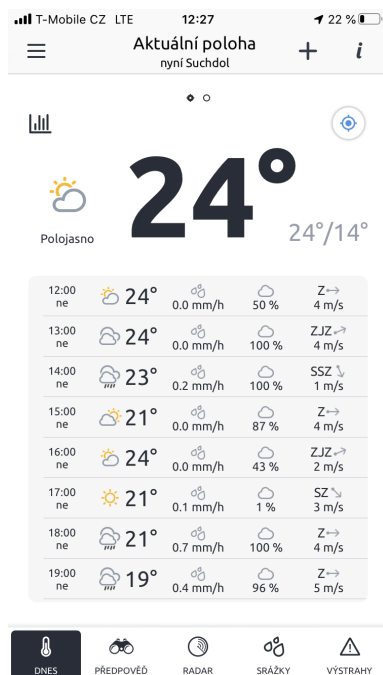 T-Mobile CZ LTE 12:27 22 %
Aktuální poloha
nyní Suchdol
24°
Polojasno
24°/14°
12:00 24° Z
ne 0.0 mm/h 50 % 4 m/s
13:00 24° ZJZ
ne 0.0 mm/h 100 % 4 m/s
14:00 23° SSZ
ne 0.2 mm/h 100 % 1 m/s
15:00 21° Z
ne 0.0 mm/h 87 % 4 m/s
16:00 24° ZJZ
ne 0.0 mm/h 43 % 2 m/s
17:00 21° SZ
ne 0.1 mm/h 1 % 3 m/s
18:00 21° Z
ne 0.7 mm/h 100 % 4 m/s
19:00 19° Z
ne 0.4 mm/h 96 % 5 m/s
DNES PŘEDPOVĚĎ RADAR SRÁŽKY VÝSTRAHY